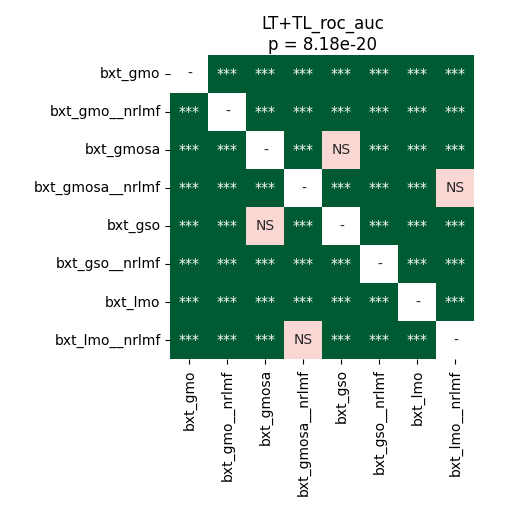 LT+TL_roc_auc
p = 8.18e-20
bxt_gmo - *** *** *** *** *** *** ***
bxt_gmo__nrlmf *** - *** *** *** *** *** ***
bxt_gmosa *** *** - *** NS *** *** ***
bxt_gmosa__nrlmf *** *** *** - *** *** *** NS
bxt_gso *** *** NS *** - *** *** ***
bxt_gso__nrlmf *** *** *** *** *** - *** ***
bxt_lmo *** *** *** *** *** *** - ***
bxt_lmo__nrlmf *** *** *** NS *** *** *** -
bxt_gmo
bxt_gmo__nrlmf
bxt_gmosa
bxt_gmosa__nrlmf
bxt_gso
bxt_gso__nrlmf
bxt_lmo
bxt_lmo__nrlmf